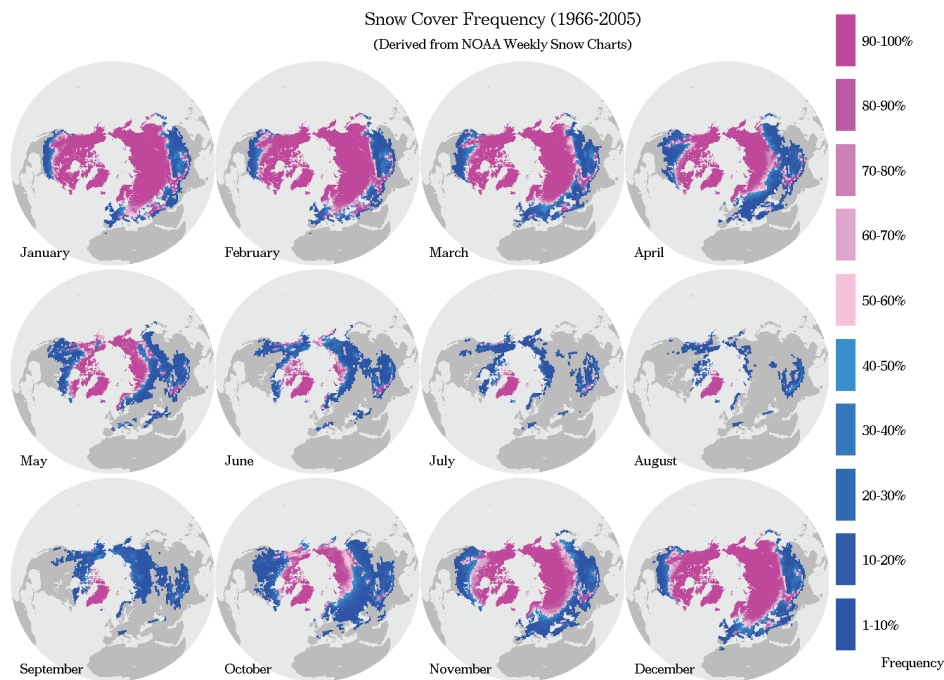 Snow Cover Frequency (1966-2005)
(Derived from NOAA Weekly Snow Charts)
90-100%
80-90%
70-80%
60-70%
50-60%
40-50%
30-40%
20-30%
10-20%
1-10%
Frequency
January
February
March
April
May
June
July
August
September
October
November
December